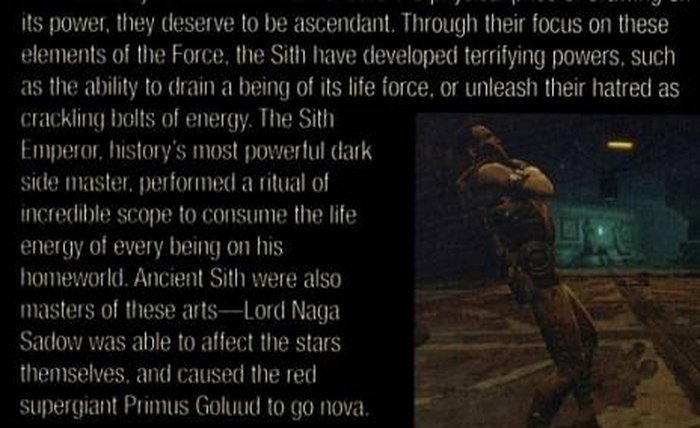 its power, they deserve to be ascendant. Through their focus on these
elements of the Force, the Sith have developed terrifying powers, such
as the ability to drain a being of its life force, or unleash their hatred as
crackling bolts of energy. The Sith
Emperor, history's most powerful dark
side master, performed a ritual of
incredible scope to consume the life
energy of every being on his
homeworld. Ancient Sith were also
masters of these arts—Lord Naga
Sadow was able to affect the stars
themselves, and caused the red
supergiant Primus Goluud to go nova.